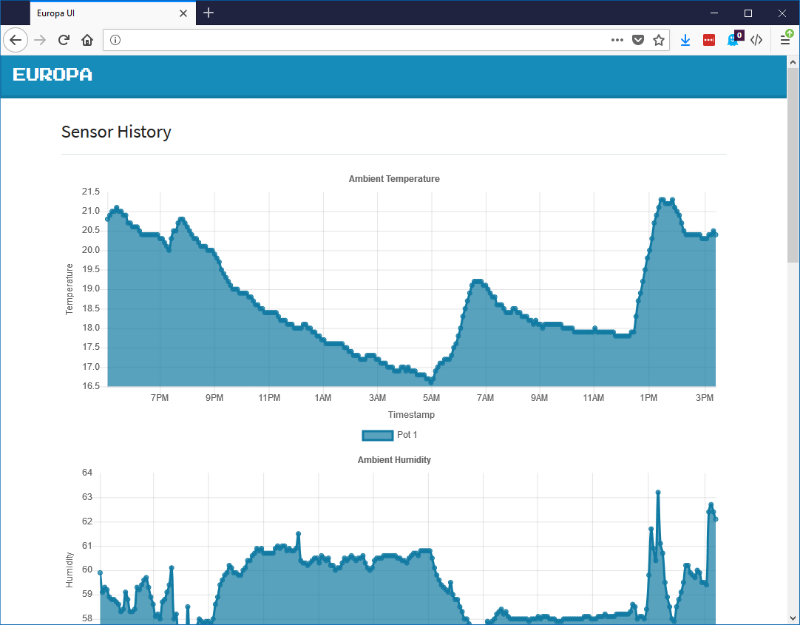 Europa UI
0
EUROPA
Sensor History
Ambient Temperature
21.5
21.0
20.5
20.0
19.5
19.0
18.5
18.0
17.5
17.0
16.5
Temperature
7PM 9PM 11PM 1AM 3AM 5AM 7AM 9AM 11AM 1PM 3PM
Timestamp
Pot 1
Ambient Humidity
64
63
62
61
60
59
58
Humidity